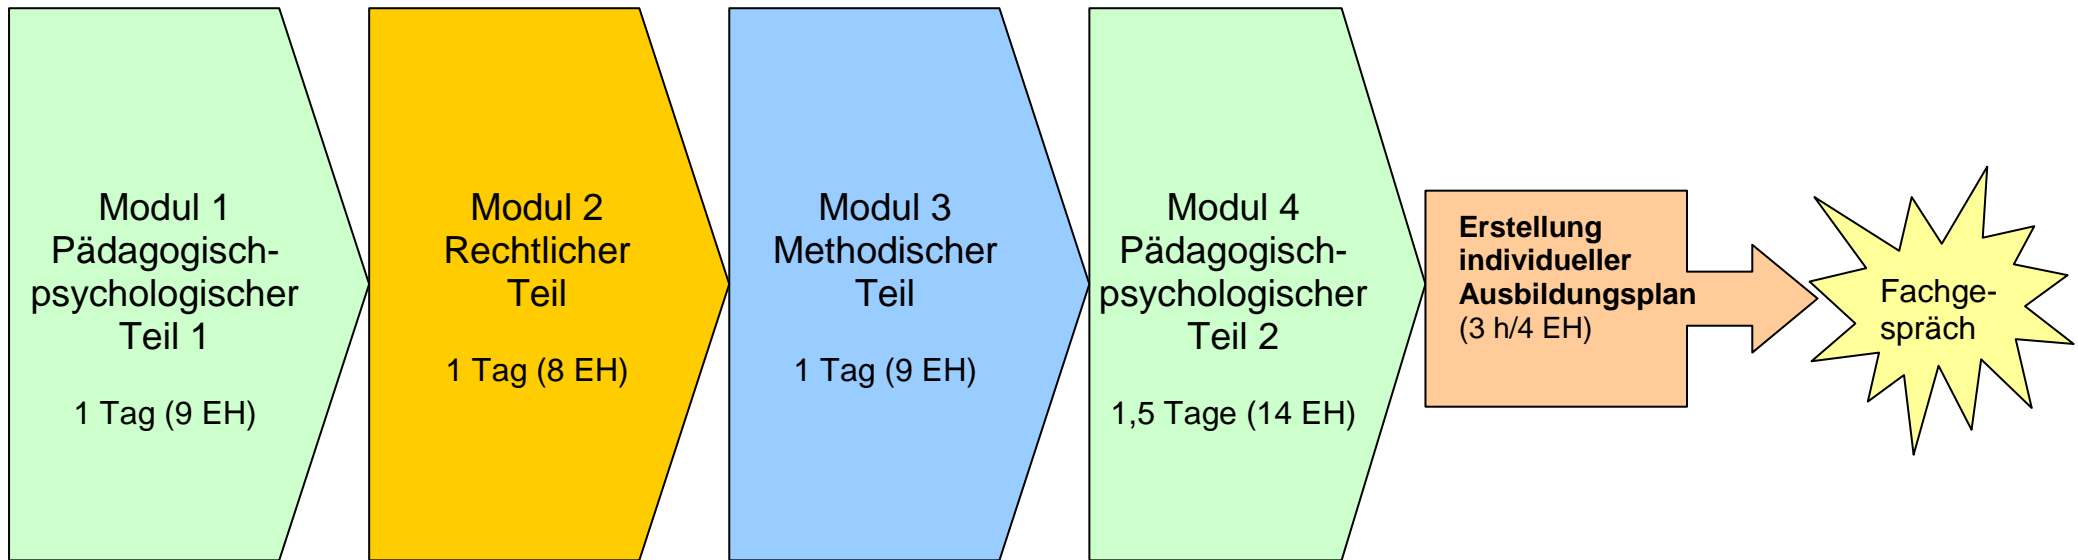 Modul 1
Pädagogisch-
psychologischer
Teil 1
1 Tag (9 EH)
Modul 2
Rechtlicher
Teil
1 Tag (8 EH)
Modul 3
Methodischer
Teil
1 Tag (9 EH)
Modul 4
Pädagogisch-
psychologischer
Teil 2
1,5 Tage (14 EH)
Erstellung
individueller
Ausbildungsplan
(3 h/4 EH)
Fachge-
spräch